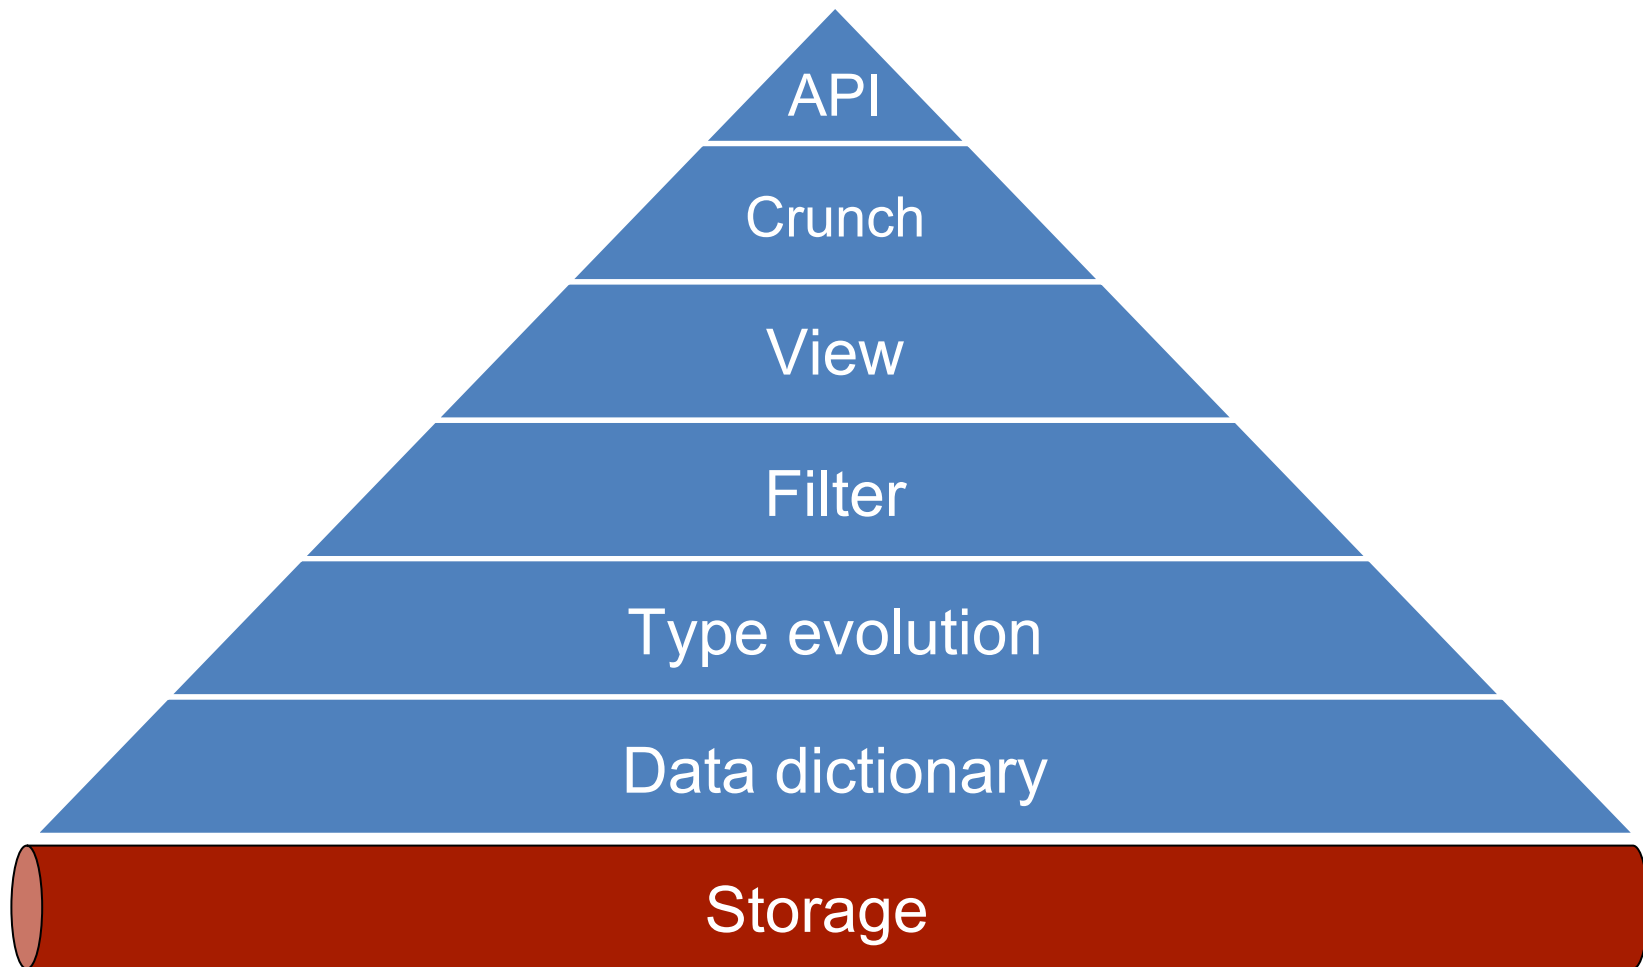 API
Crunch
View
Filter
Type evolution
Data dictionary
Storage